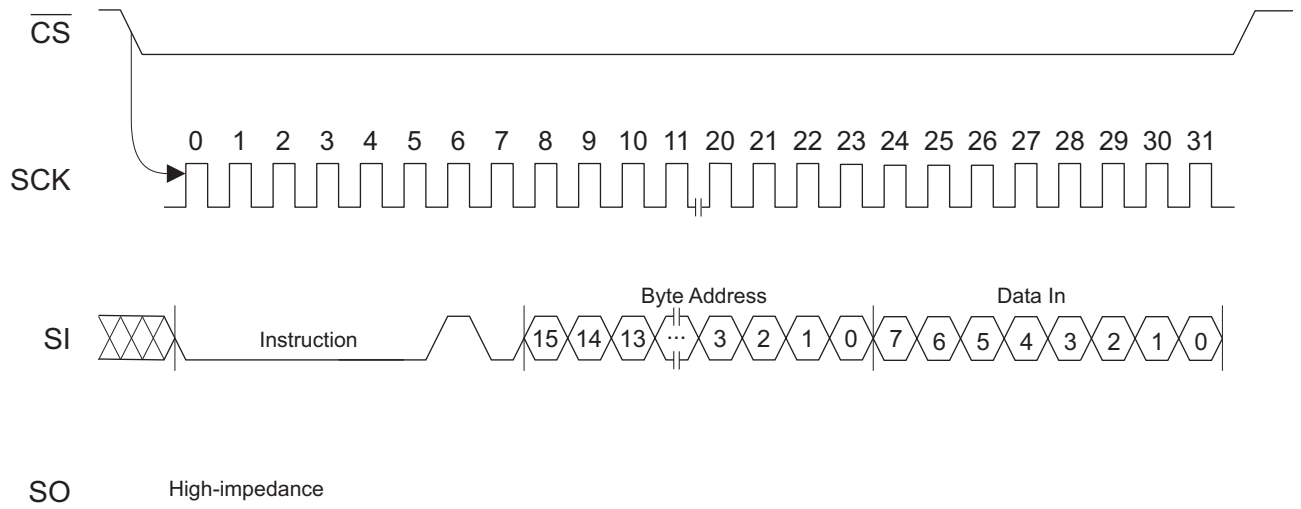 CS
0 1 2 3 4 5 6 7 8 9 10 11 20 21 22 23 24 25 26 27 28 29 30 31
SCK
Byte Address Data In
SI Instruction 15 14 13 ... 3 2 1 0 7 6 5 4 3 2 1 0
SO High-impedance